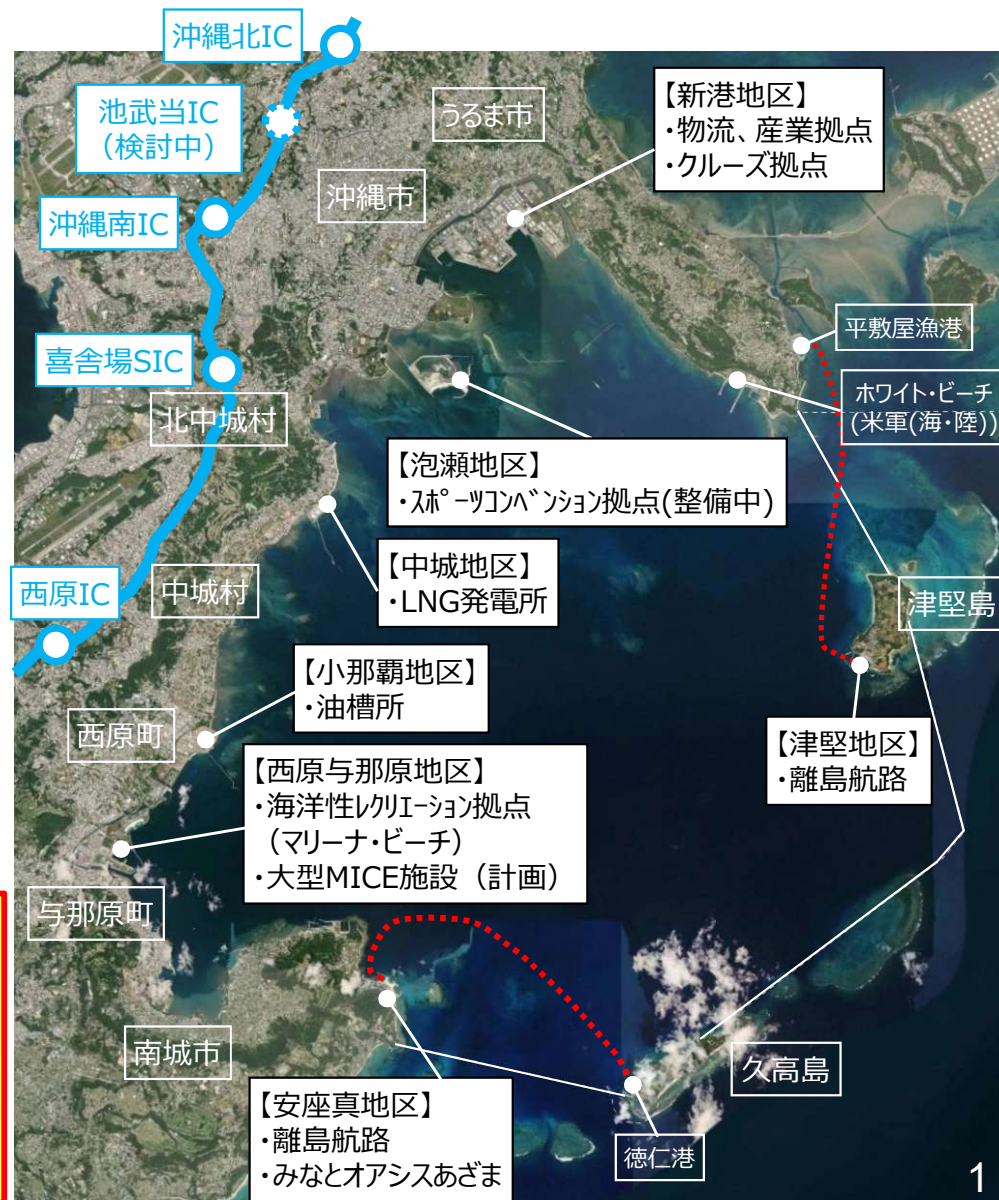 沖縄北IC
池武当IC
（検討中）
うるま市
【新港地区】
・物流、産業拠点
・クルーズ拠点
沖縄市
沖縄南IC
平敷屋漁港
喜舎場SIC
ホワイト・ビーチ
(米軍(海・陸))
北中城村
【泡瀬地区】
・ｽﾎﾟｰﾂｺﾝﾍﾞﾝｼｮﾝ拠点(整備中)
【中城地区】
・LNG発電所
西原IC
中城村
津堅島
【小那覇地区】
・油槽所
西原町
【津堅地区】
・離島航路
【西原与那原地区】
・海洋性ﾚｸﾘｴｰｼｮﾝ拠点
（マリーナ・ビーチ）
・大型MICE施設（計画）
与那原町
南城市
久高島
【安座真地区】
・離島航路
・みなとオアシスあざま
徳仁港
1